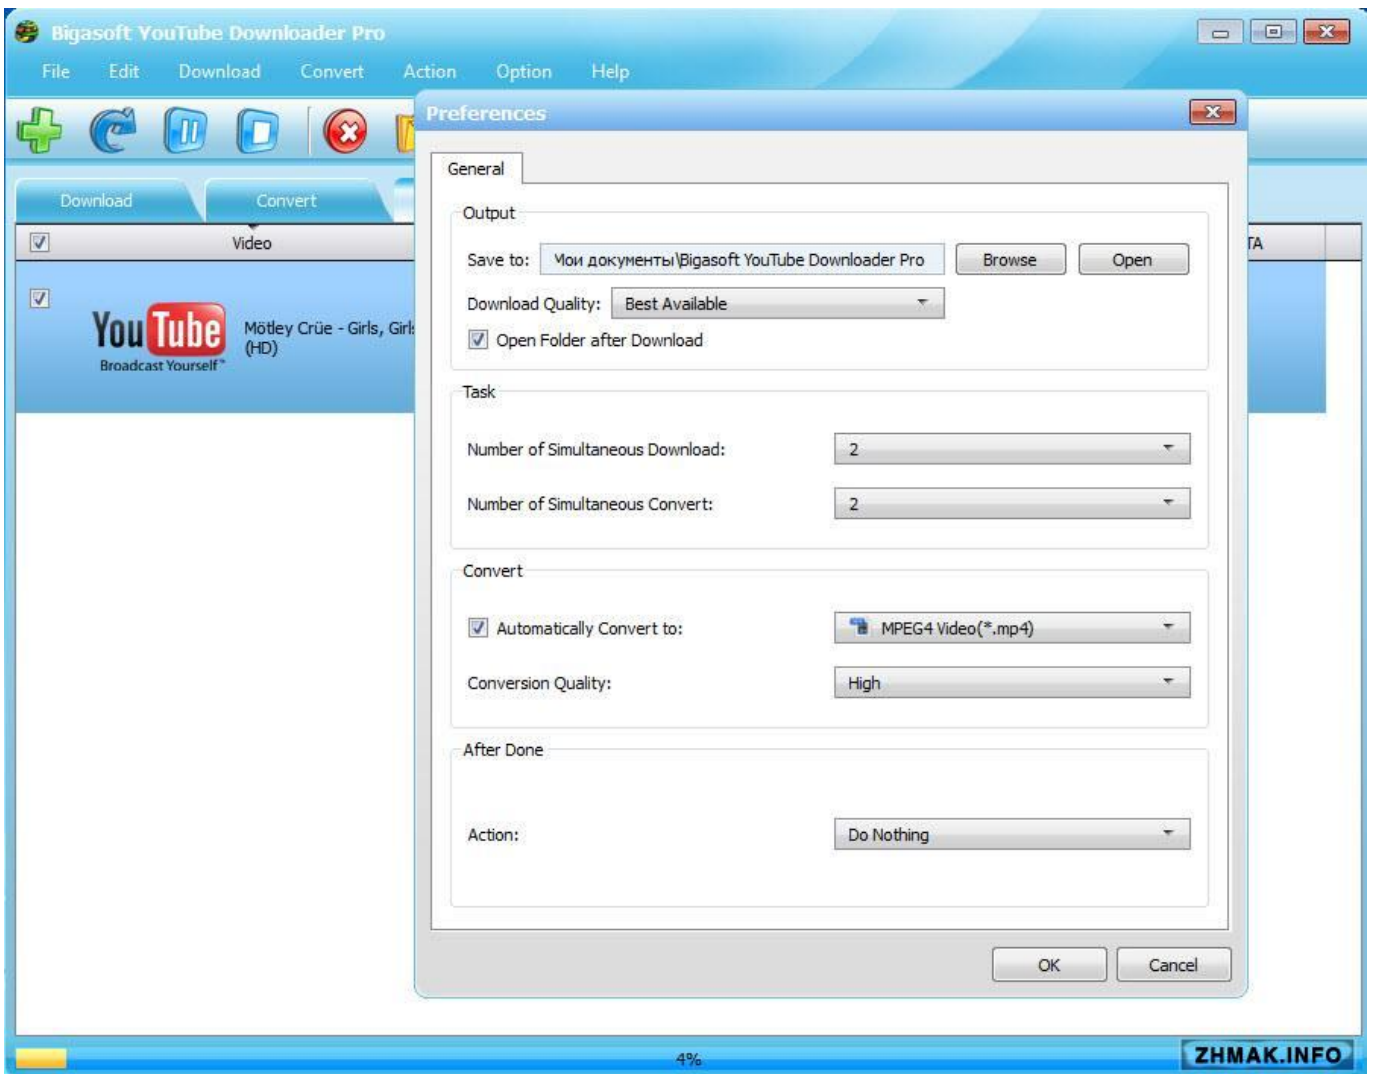 Bigasoft YouTube Downloader Pro
File Edit Download Convert Action Option Help
Preferences
Download Convert
General
Video
TA
Output
Save to: Мои документы\Bigasoft YouTube Downloader Pro Browse Open
Download Quality: Best Available
Open Folder after Download
YouTube
Broadcast Yourself™
Mötley Crüe - Girls, Girl
(HD)
Task
Number of Simultaneous Download: 2
Number of Simultaneous Convert: 2
Convert
Automatically Convert to: MPEG4 Video(*.mp4)
Conversion Quality: High
After Done
Action: Do Nothing
OK Cancel
4%
ZHMAK.INFO